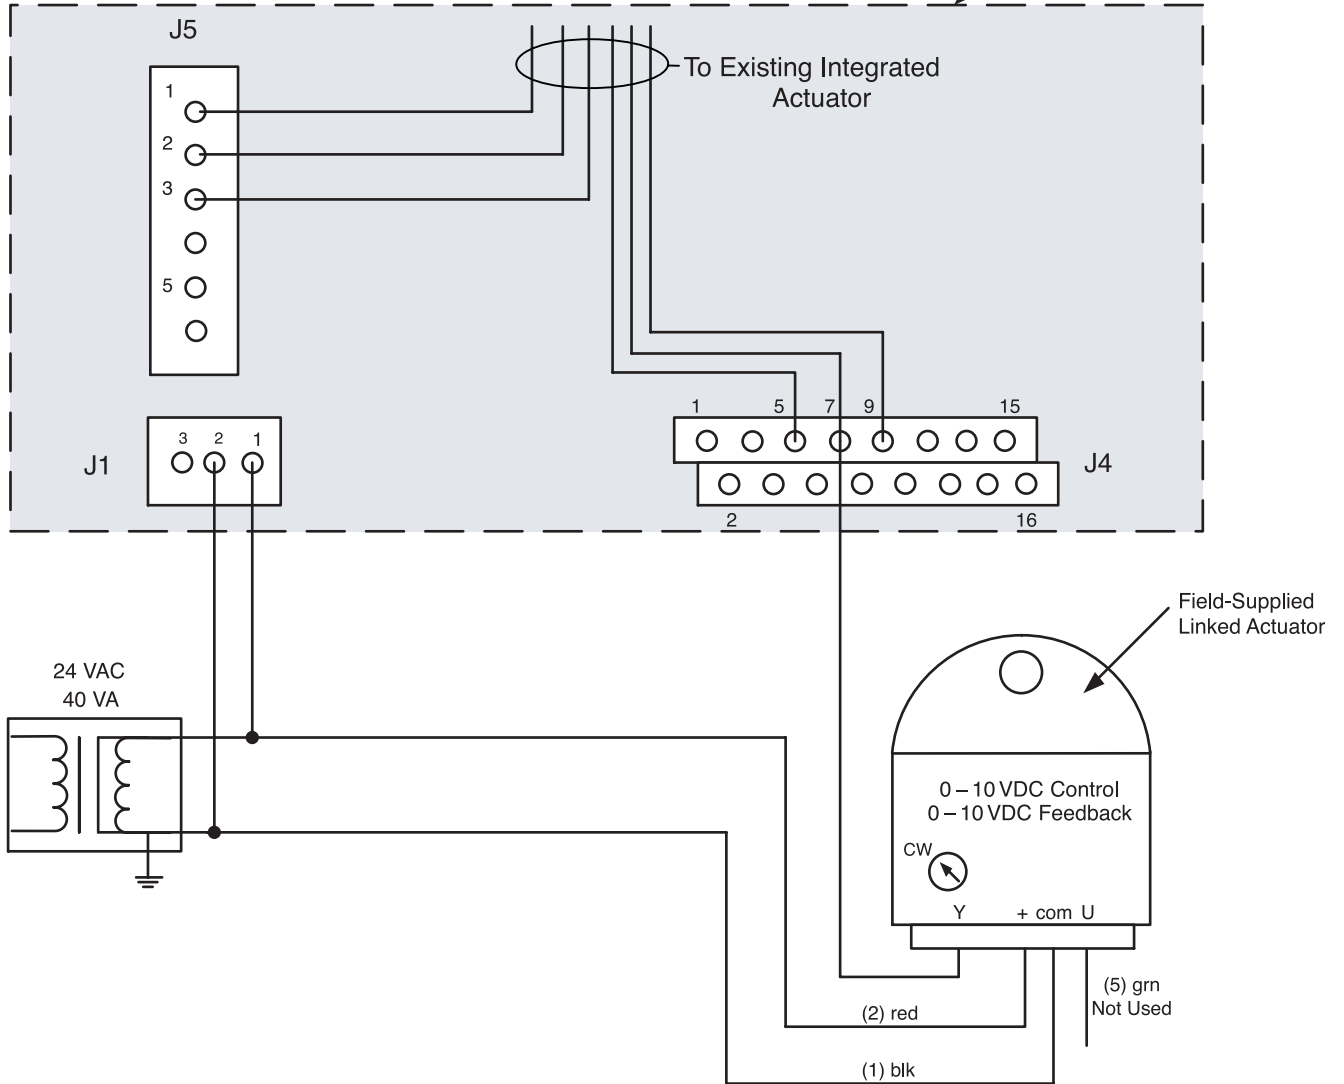 J5
To Existing Integrated
Actuator
1
2
3
5
1 5 7 9 15
J4
2 16
J1
3 2 1
Field-Supplied
Linked Actuator
24 VAC
40 VA
0 – 10 VDC Control
0 – 10 VDC Feedback
CW
Y + com U
(5) grn
Not Used
(2) red
(1) blk